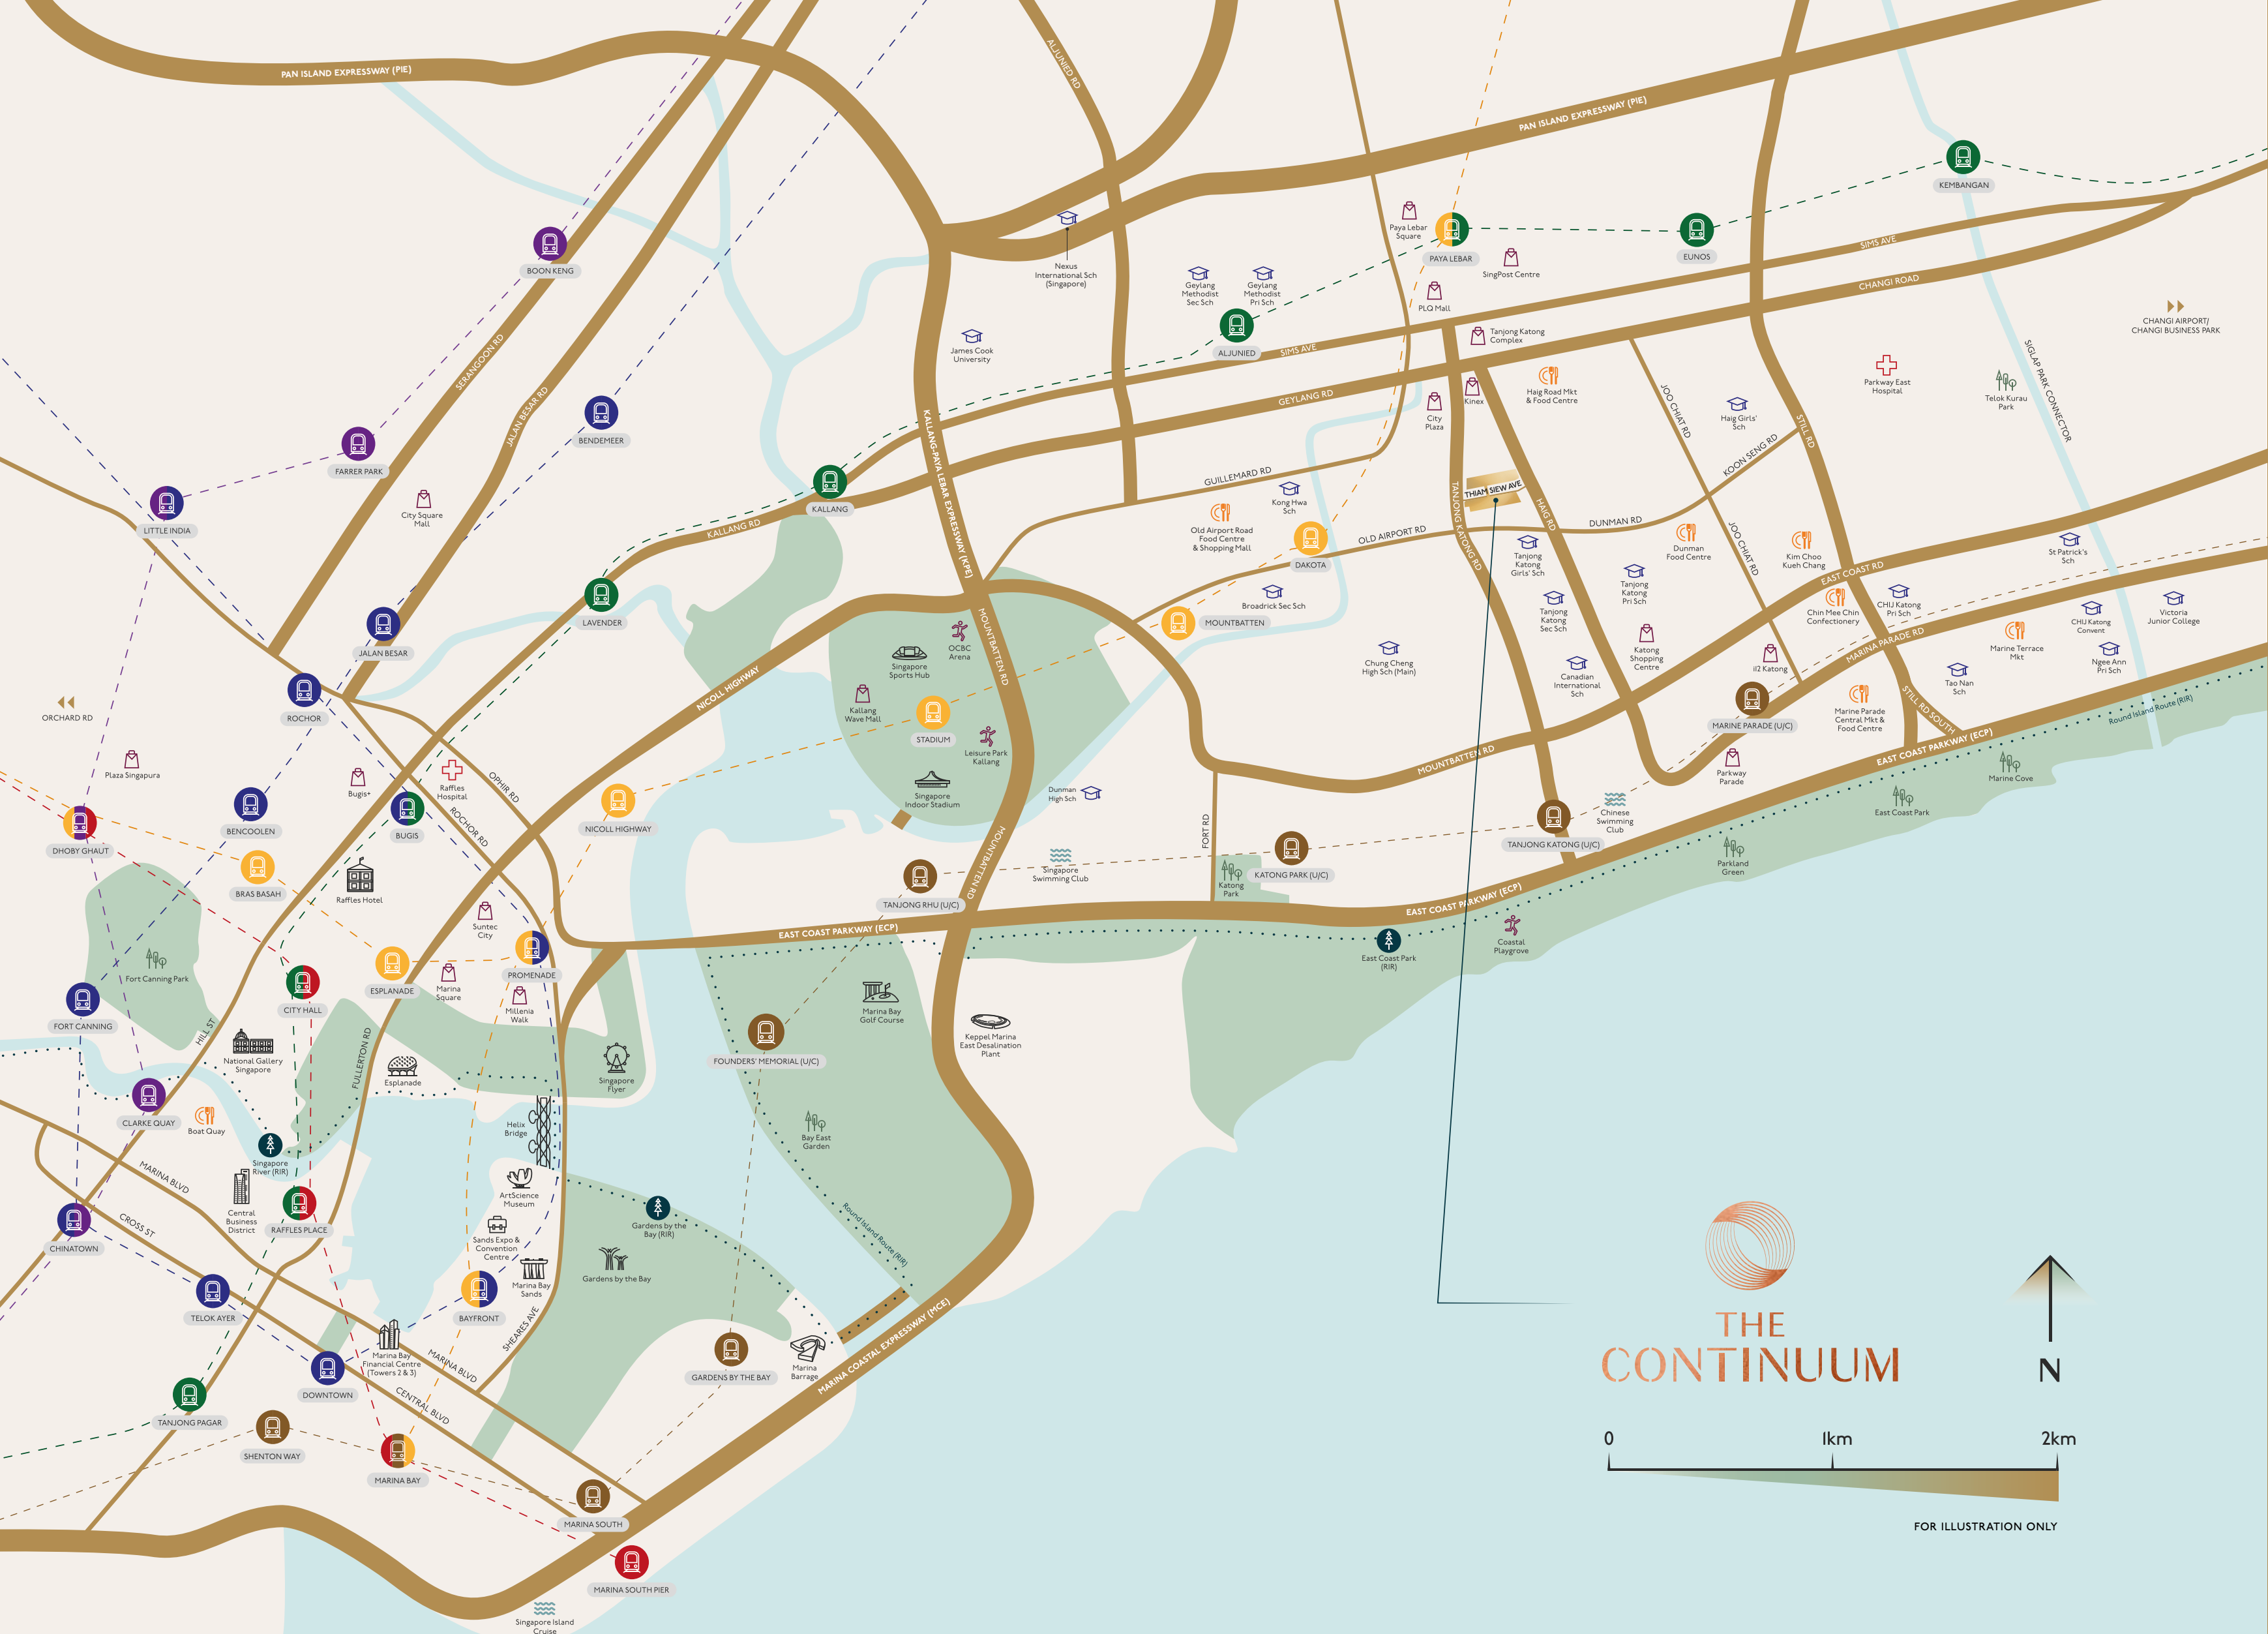 PAN ISLAND EXPRESSWAY (PIE)
ALJUNIED RD
PAN ISLAND EXPRESSWAY (PIE)
KEMBANGAN
BOON KENG
Nexus
International Sch
(Singapore)
Paya Lebar
Square
PAYA LEBAR
EUNOS
SingPost Centre
SIMS AVE
CHANGI ROAD
Geylang
Methodist
Sec Sch
Geylang
Methodist
Pri Sch
PLQ Mall
CHANGI AIRPORT/
CHANGI BUSINESS PARK
SERANGOON RD
James Cook
University
ALJUNIED
SIMS AVE
Tanjong Katong
Complex
SIGLAP PARK CONNECTOR
JALAN BESAR RD
BENDEMEER
KALLANG-PAYA LEBAR EXPRESSWAY (KPE)
GEYLANG RD
City
Plaza
Kinex
Haig Road Mkt
& Food Centre
JOO CHIAT RD
Haig Girls'
Sch
STILL RD
Parkway East
Hospital
Telok Kurau
Park
FARRER PARK
KOON SENG RD
City Square
Mall
LITTLE INDIA
KALLANG
KALLANG RD
GUILLEMARD RD
Kong Hwa
Sch
THIAM SIEW AVE
TANJONG KATONG RD
HAIG RD
Old Airport Road
Food Centre
& Shopping Mall
DAKOTA
OLD AIRPORT RD
DUNMAN RD
Tanjong
Katong
Girls' Sch
Dunman
Food Centre
JOO CHIAT RD
Kim Choo
Kueh Chang
EAST COAST RD
St Patrick's
Sch
LAVENDER
Broadrick Sec Sch
MOUNTBATTEN
Tanjong
Katong
Pri Sch
Tanjong
Katong
Sec Sch
Chin Mee Chin
Confectionery
CHIJ Katong
Pri Sch
CHIJ Katong
Convent
Victoria
Junior College
JALAN BESAR
OCBC
Arena
MOUNTBATTEN RD
Singapore
Sports Hub
Chung Cheng
High Sch (Main)
Katong
Shopping
Centre
i12 Katong
MARINA PARADE RD
Marine Terrace
Mkt
Ngee Ann
Pri Sch
Canadian
International
Sch
Tao Nan
Sch
NICOLL HIGHWAY
ORCHARD RD
ROCHOR
Kallang
Wave Mall
STADIUM
MARINE PARADE (U/C)
Marine Parade
Central Mkt &
Food Centre
STILL RD SOUTH
Round Island Route (RIR)
Leisure Park
Kallang
MOUNTBATTEN RD
EAST COAST PARKWAY (ECP)
Parkway
Parade
Marine Cove
Plaza Singapura
Bugis+
Raffles
Hospital
OPHIR RD
ROCHOR RD
Singapore
Indoor Stadium
Dunman
High Sch
BENCOOLEN
BUGIS
NICOLL HIGHWAY
FORT RD
Chinese
Swimming
Club
East Coast Park
DHOBY GHAUT
MOUNTBATTEN RD
TANJONG KATONG (U/C)
BRAS BASAH
Raffles Hotel
Singapore
Swimming Club
Katong
Park
KATONG PARK (U/C)
Parkland
Green
TANJONG RHU (U/C)
EAST COAST PARKWAY (ECP)
Suntec
City
EAST COAST PARKWAY (ECP)
Coastal
Playgrove
East Coast Park
(RIR)
Fort Canning Park
ESPLANADE
Marina
Square
PROMENADE
CITY HALL
Millenia
Walk
Marina Bay
Golf Course
Keppel Marina
East Desalination
Plant
FORT CANNING
HILL ST
National Gallery
Singapore
FULLERTON RD
Esplanade
Singapore
Flyer
FOUNDERS' MEMORIAL (U/C)
CLARKE QUAY
Boat Quay
Helix
Bridge
Bay East
Garden
Singapore
River (RIR)
MARINA BLVD
Central
Business
District
RAFFLES PLACE
ArtScience
Museum
CROSS ST
CHINATOWN
Sands Expo &
Convention
Centre
Gardens by the
Bay (RIR)
Round Island Route (RIR)
Marina Bay
Sands
Gardens by the Bay
TELOK AYER
BAYFRONT
SHEARES AVE
Marina Bay
Financial Centre
(Towers 2 & 3)
MARINA BLVD
GARDENS BY THE BAY
Marina
Barrage
MARINA COASTAL EXPRESSWAY (MCE)
DOWNTOWN
CENTRAL BLVD
TANJONG PAGAR
SHENTON WAY
MARINA BAY
MARINA SOUTH
MARINA SOUTH PIER
Singapore Island
Cruise
THE
CONTINUUM
N
0
1km
2km
FOR ILLUSTRATION ONLY